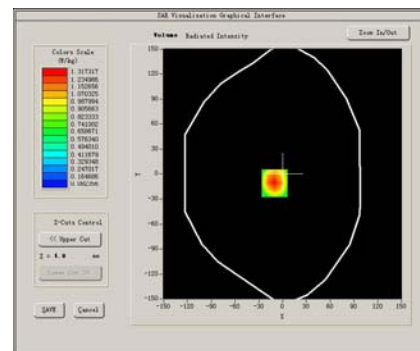 SAR Visualisation Graphical Interface
Volume Radiated Intensity
Zoom In/Out
Colors Scale
(W/kg)
1.317317
1.234986
1.152656
1.070325
0.987994
0.905663
0.823333
0.741002
0.658671
0.576340
0.494010
0.411679
0.329348
0.247017
0.164686
0.082356
Z-Cuts Control
<< Upper Cut
Z = 4.0 mm
SAVE
Cancel
150
120
90
60
30
0
-30
-60
-90
-120
-150
Y
-150 -120 -90 -60 -30 0 30 60 90 120 150
X